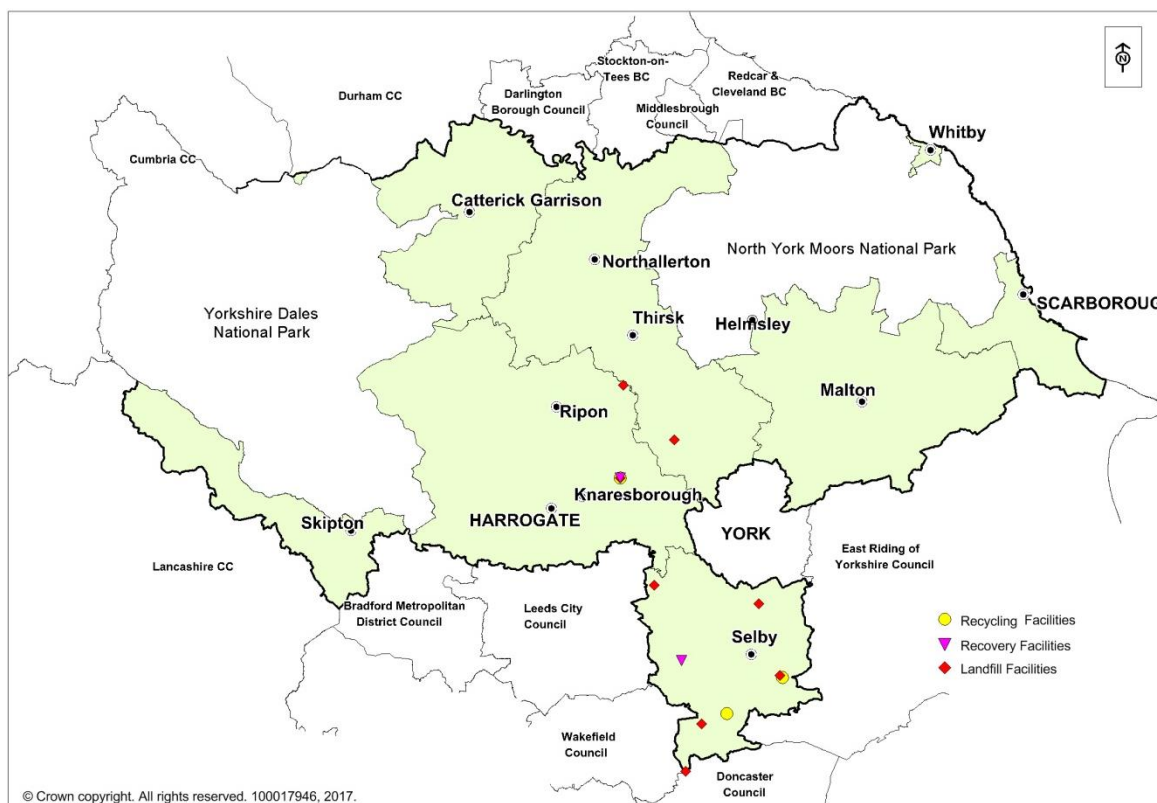 N
Stockton-on-
Tees BC
Redcar &
Cleveland BC
Durham CC
Darlington
Borough Council
Middlesbrough
Council
Whitby
Cumbria CC
Catterick Garrison
North York Moors National Park
Northallerton
SCARBOROUG
Yorkshire Dales
National Park
Thirsk
Helmsley
Malton
Ripon
Knaresborough
HARROGATE
Skipton
YORK
East Riding of
Yorkshire Council
Lancashire CC
Bradford Metropolitan
District Council
Leeds City
Council
Selby
Recycling Facilities
Recovery Facilities
Landfill Facilities
Wakefield
Council
Doncaster
Council
© Crown copyright. All rights reserved. 100017946, 2017.